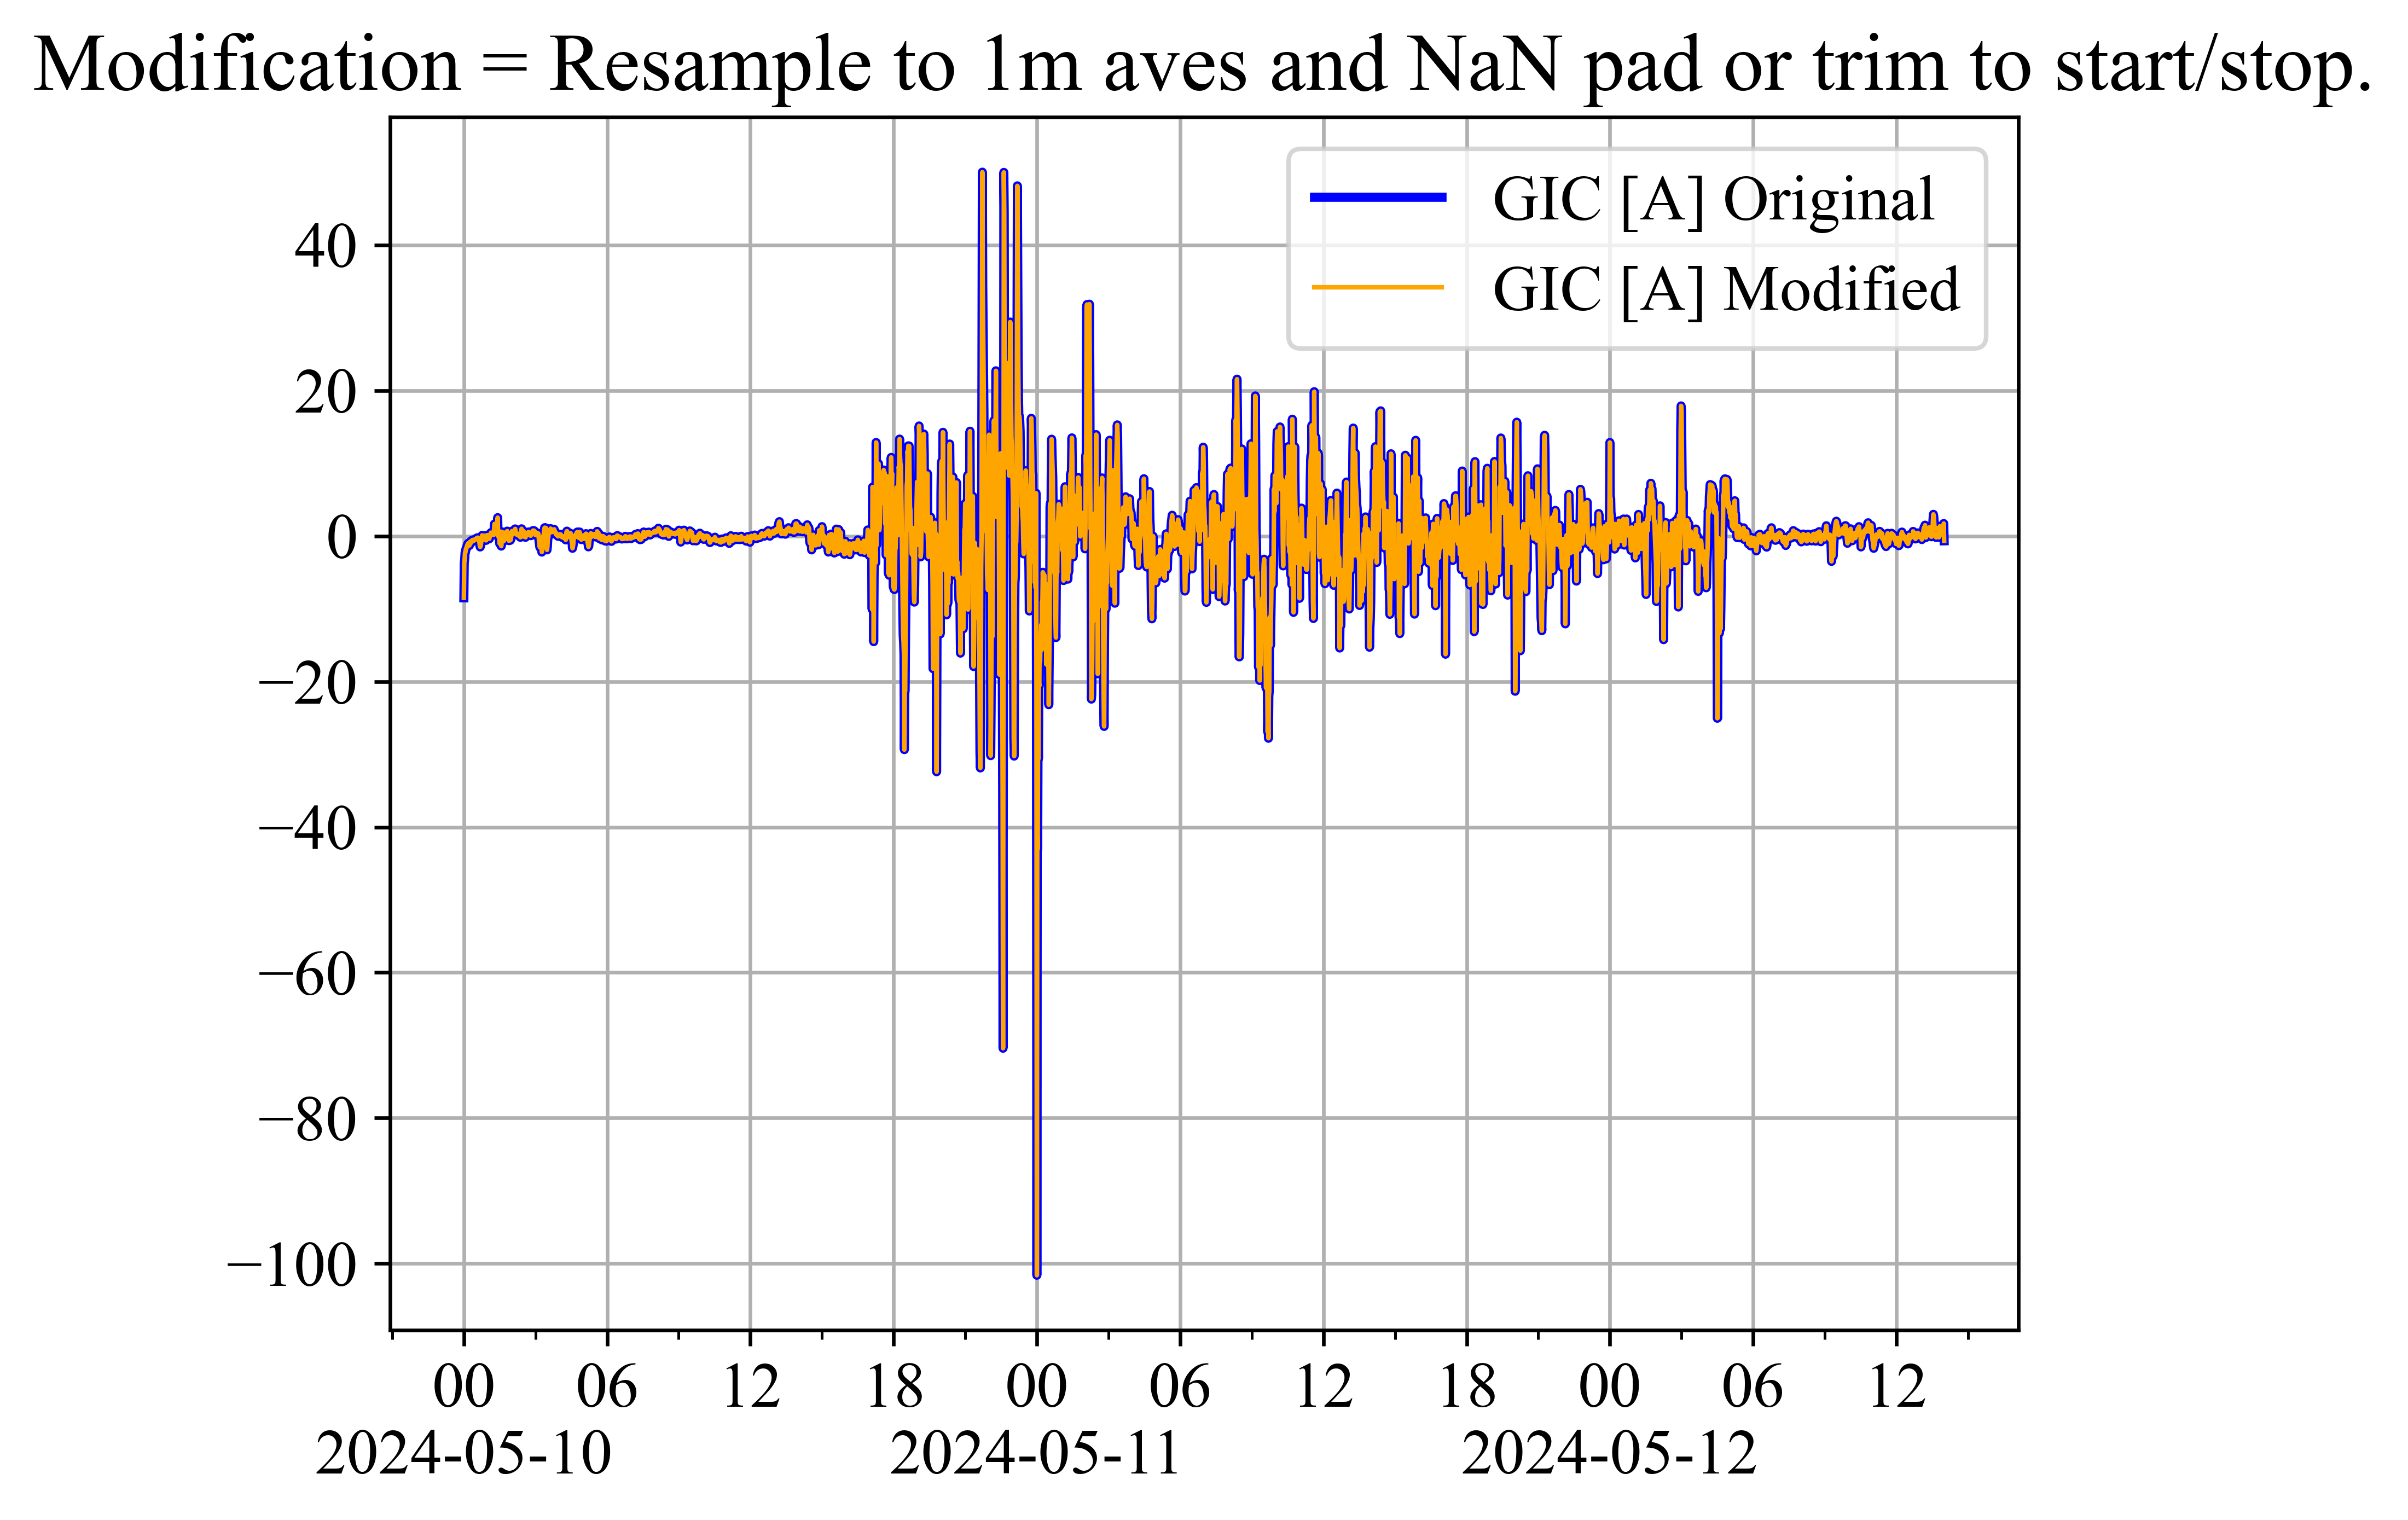 Modification = Resample to 1m aves and NaN pad or trim to start/stop.
GIC [A] Original
GIC [A] Modified
40
20
0
−20
−40
−60
−80
−100
00 06 12 18 00 06 12 18 00 06 12
2024-05-10 2024-05-11 2024-05-12